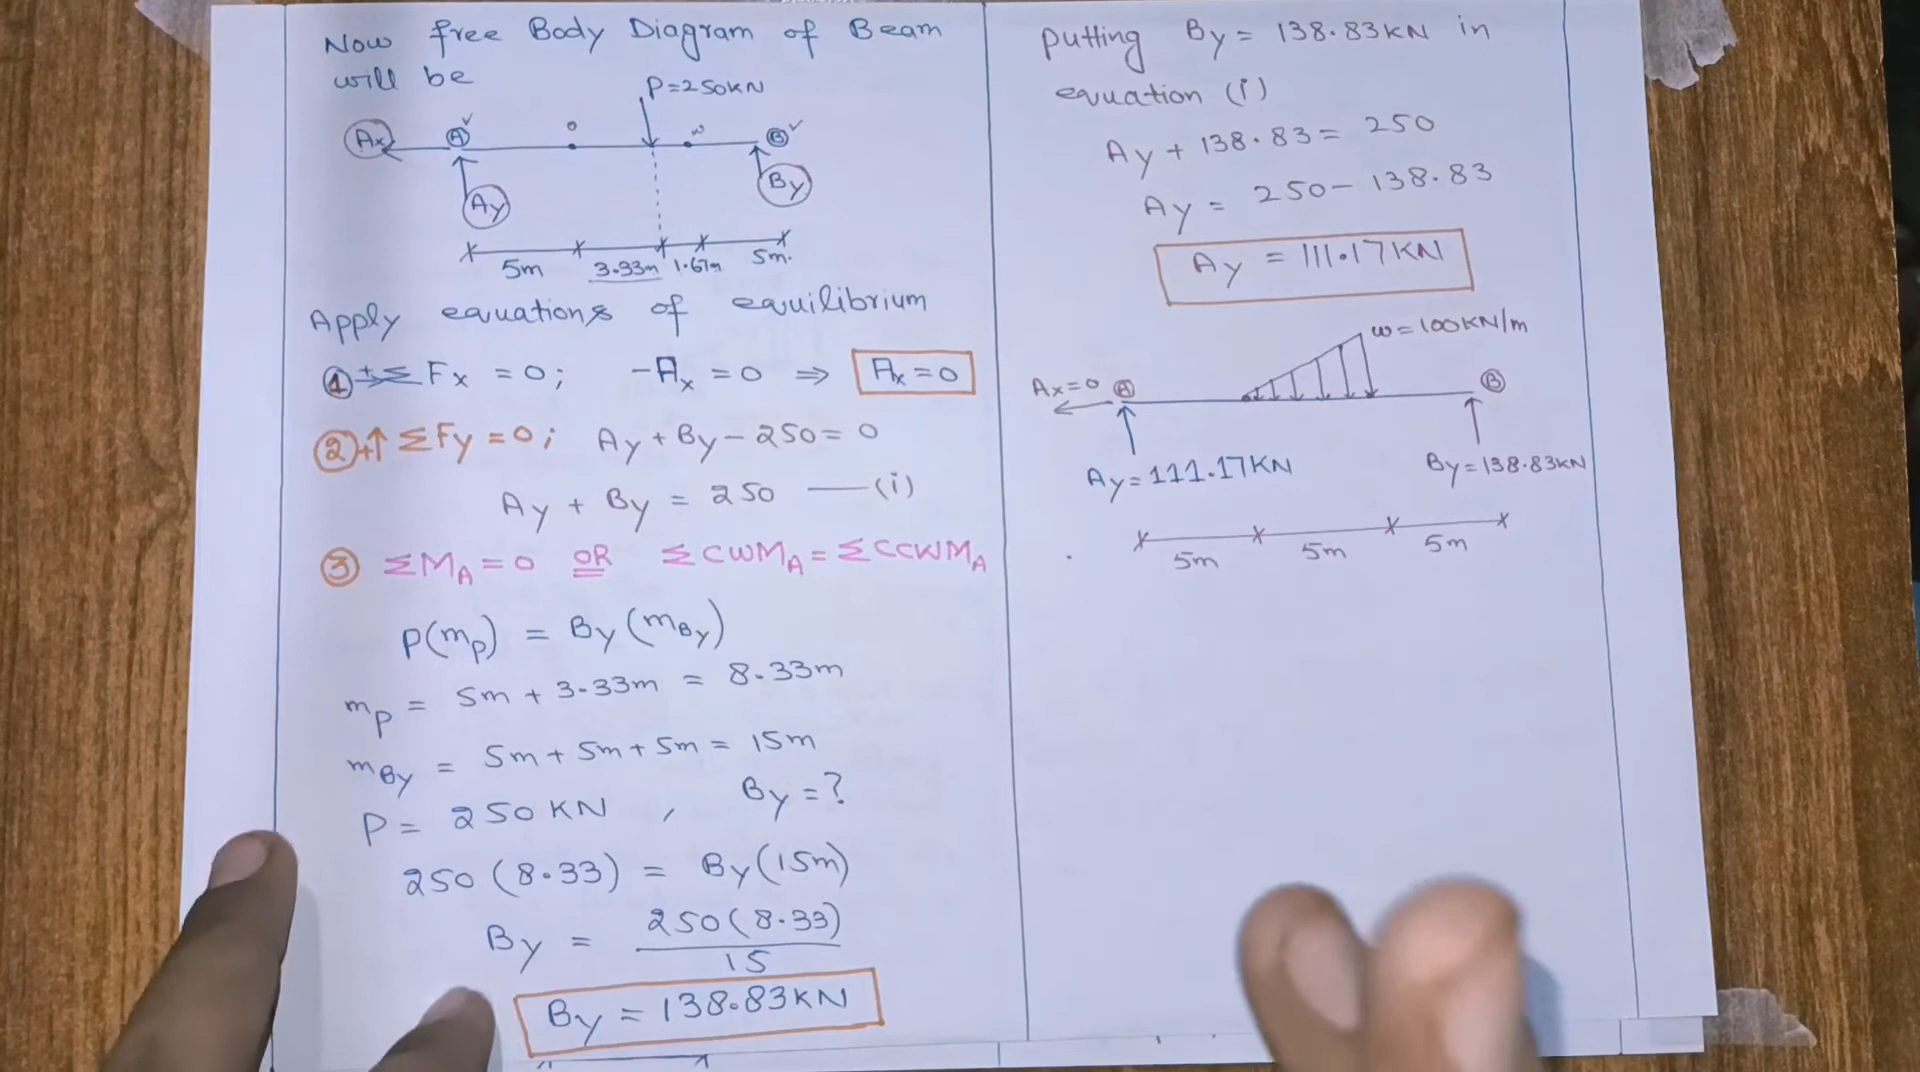 Now free Body Diagram of Beam
will be
P=250KN
Ax A B
Ay By
5m 3.33m 1.67m 5m.
Apply equations of equilibrium
① +→ ΣFx = 0; -Ax = 0 ⇒ Ax = 0
② +↑ ΣFy = 0; Ay + By - 250 = 0
Ay + By = 250 —(i)
③ ΣMA = 0 OR ΣCWMA = ΣCCWMA
P(mp) = By(mBy)
mp = 5m + 3.33m = 8.33m
mBy = 5m + 5m + 5m = 15m
P = 250 KN , By = ?
250 (8.33) = By(15m)
By = 250(8.33)
15
By = 138.83KN
putting By = 138.83KN in
equation (i)
Ay + 138.83 = 250
Ay = 250 - 138.83
Ay = 111.17KN
w=100KN/m
Ax=0 A B
Ay=111.17KN By=138.83KN
5m 5m 5m